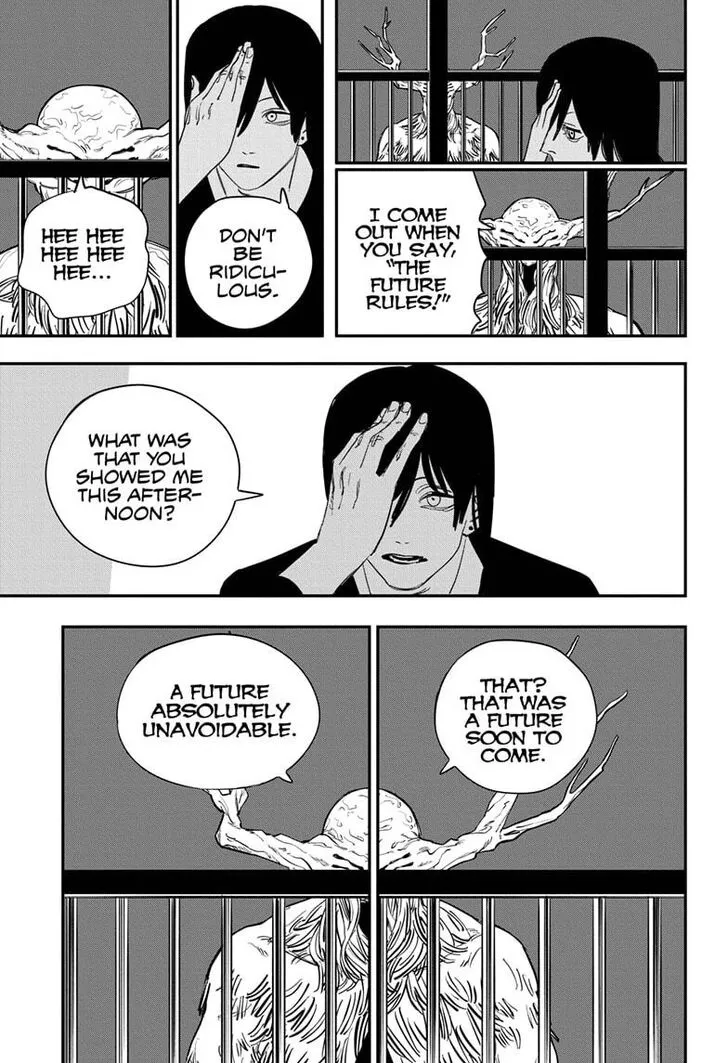 I COME
OUT WHEN
YOU SAY,
"THE
FUTURE
RULES!"
DON'T
BE
RIDICU-
LOUS.
HEE HEE
HEE HEE
HEE...
WHAT WAS
THAT YOU
SHOWED ME
THIS AFTER-
NOON?
THAT?
THAT WAS
A FUTURE
SOON TO
COME.
A FUTURE
ABSOLUTELY
UNAVOIDABLE.